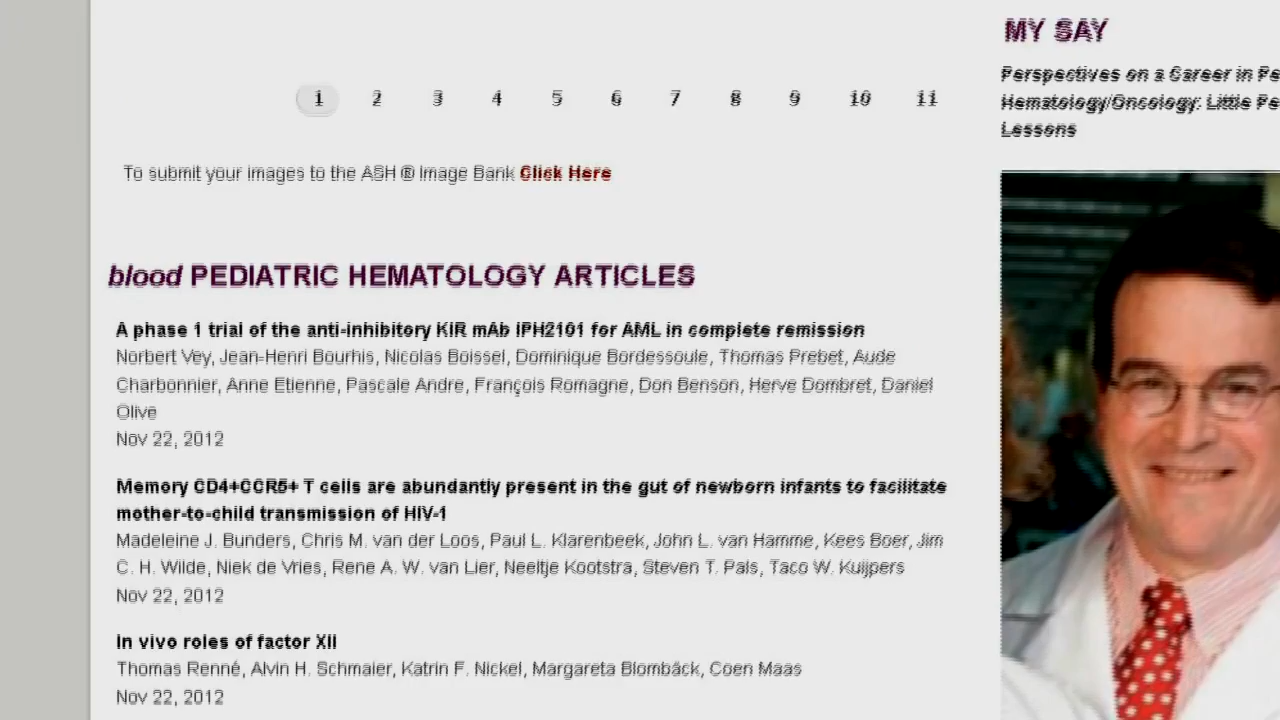 MY SAY
Perspectives on a Career in Pe
Hematology/Oncology: Little Pe
Lessons
1 2 3 4 5 6 7 8 9 10 11
To submit your images to the ASH ® Image Bank Click Here
blood PEDIATRIC HEMATOLOGY ARTICLES
A phase 1 trial of the anti-inhibitory KIR mAb IPH2101 for AML in complete remission
Norbert Vey, Jean-Henri Bourhis, Nicolas Boissel, Dominique Bordessoule, Thomas Prebet, Aude
Charbonnier, Anne Etienne, Pascale Andre, François Romagne, Don Benson, Herve Dombret, Daniel
Olive
Nov 22, 2012
Memory CD4+CCR5+ T cells are abundantly present in the gut of newborn infants to facilitate
mother-to-child transmission of HIV-1
Madeleine J. Bunders, Chris M. van der Loos, Paul L. Klarenbeek, John L. van Hamme, Kees Boer, Jim
C. H. Wilde, Niek de Vries, Rene A. W. van Lier, Neeltje Kootstra, Steven T. Pals, Taco W. Kuijpers
Nov 22, 2012
In vivo roles of factor XII
Thomas Renné, Alvin H. Schmaier, Katrin F. Nickel, Margareta Blombäck, Coen Maas
Nov 22, 2012